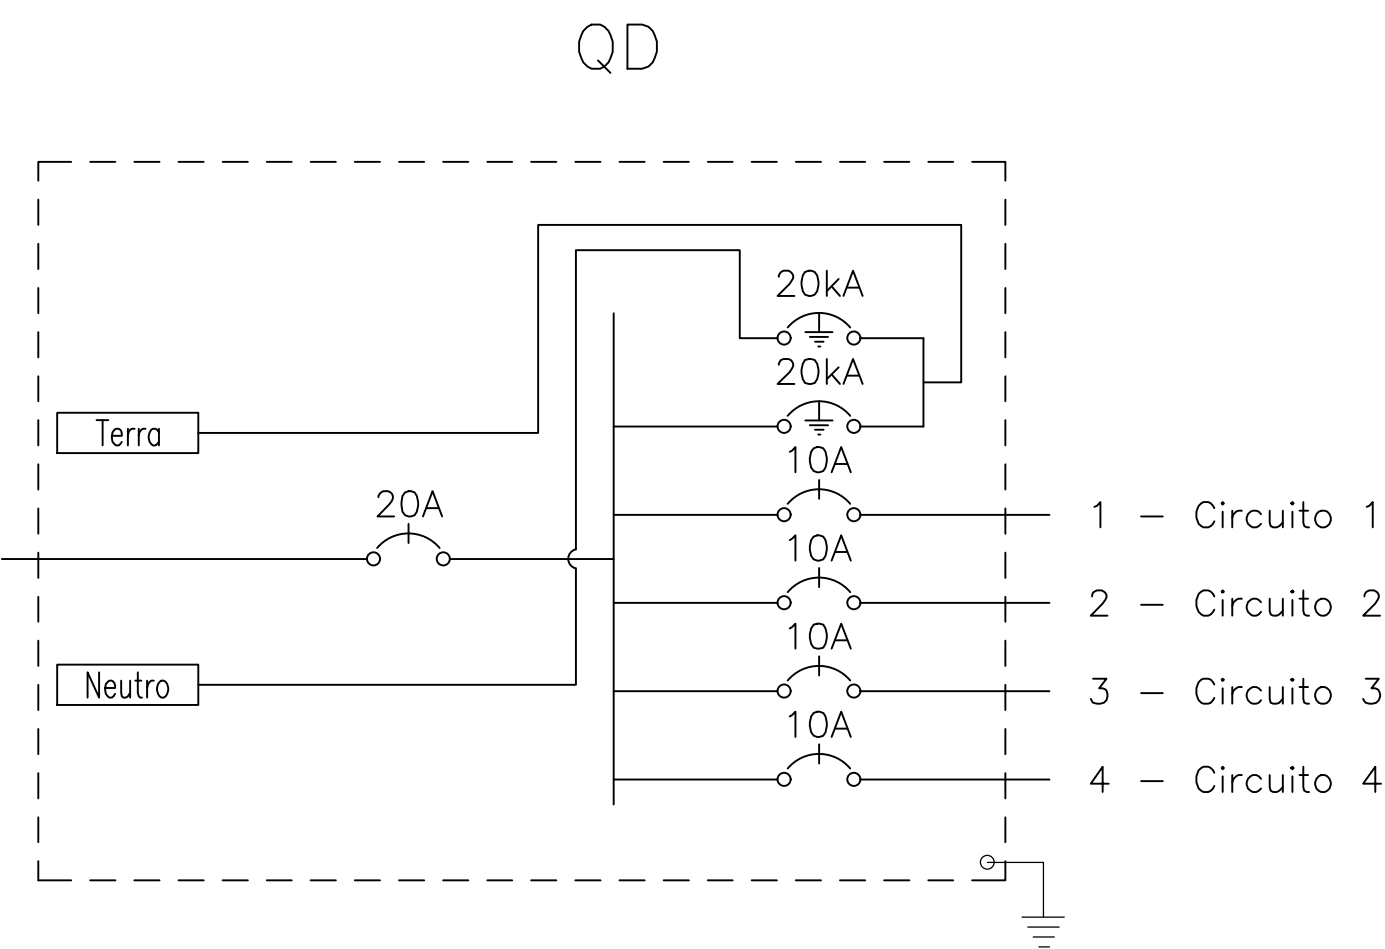 QD
20kA
20kA
Terra
10A
20A
1 - Circuito 1
10A
2 - Circuito 2
10A
Neutro
3 - Circuito 3
10A
4 - Circuito 4